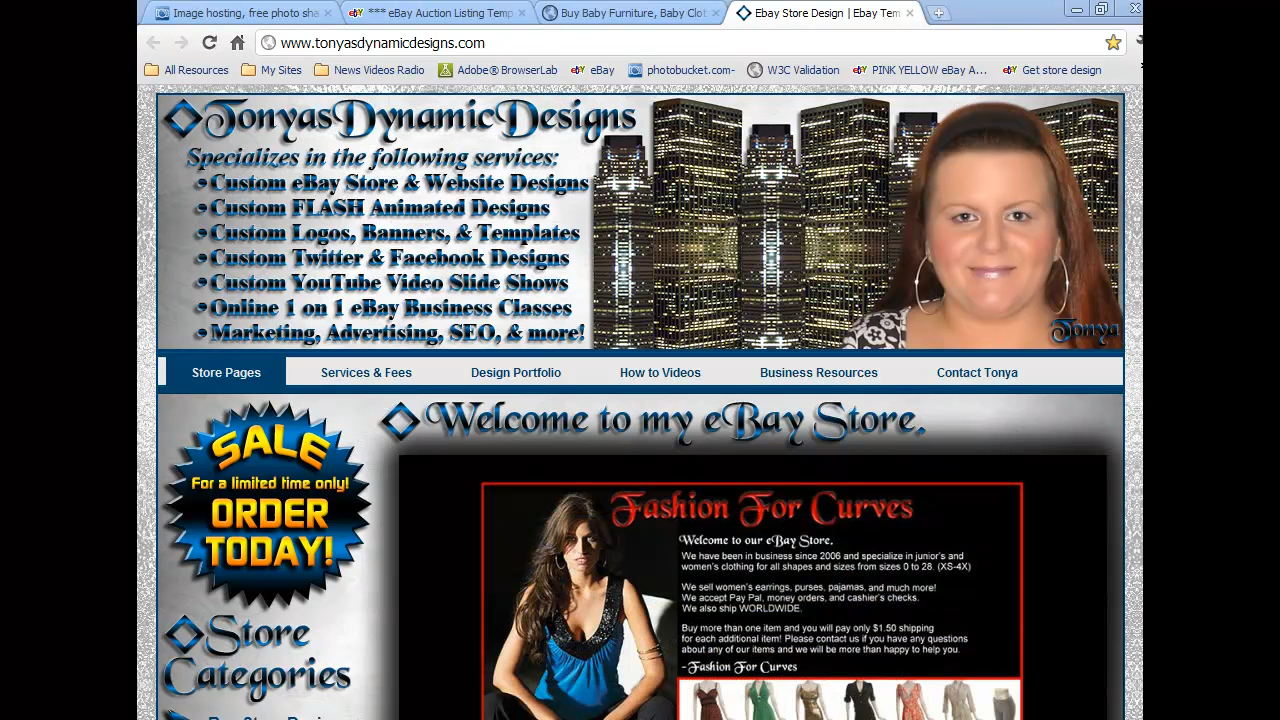 Image hosting, free photo sha
*** eBay Auction Listing Temp
Buy Baby Furniture, Baby Clot
Ebay Store Design | Ebay Tem
www.tonyasdynamicdesigns.com
All Resources
My Sites
News Videos Radio
Adobe® BrowserLab
eBay
photobucket.com-
W3C Validation
PINK YELLOW eBay A...
Get store design
TonyasDynamicDesigns
Specializes in the following services:
• Custom eBay Store & Website Designs
• Custom FLASH Animated Designs
• Custom Logos, Banners, & Templates
• Custom Twitter & Facebook Designs
• Custom YouTube Video Slide Shows
• Online 1 on 1 eBay Business Classes
• Marketing, Advertising, SEO, & more!
Tonya
Store Pages
Services & Fees
Design Portfolio
How to Videos
Business Resources
Contact Tonya
SALE
For a limited time only!
ORDER
TODAY!
Welcome to my eBay Store.
Fashion For Curves
Welcome to our eBay Store.
We have been in business since 2006 and specialize in junior's and
women's clothing for all shapes and sizes from sizes 0 to 28. (XS-4X)
We sell women's earrings, purses, pajamas, and much more!
We accept Pay Pal, money orders, and cashier's checks.
We also ship WORLDWIDE.
Buy more than one item and you will pay only $1.50 shipping
for each additional item! Please contact us if you have any questions
about any of our items and we will be more than happy to help you.
-Fashion For Curves
Store
Categories